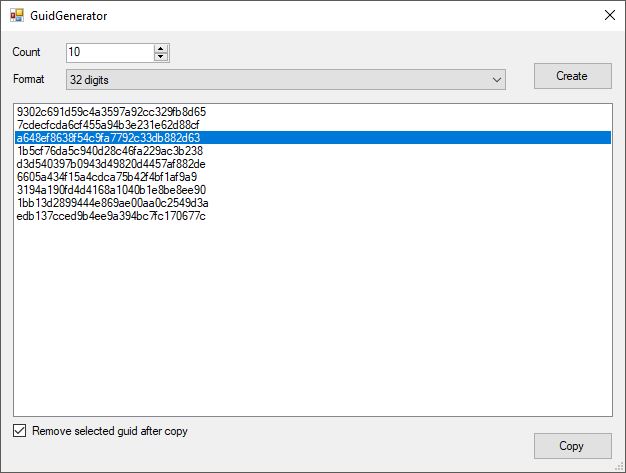 GuidGenerator
Count 10
Format 32 digits
Create
9302c691d59c4a3597a92cc329fb8d65
7cdecfcda6cf455a94b3e231e62d88cf
a648ef8638f54c9fa7792c33db882d63
1b5cf76da5c940d28c46fa229ac3b238
d3d540397b0943d49820d4457af882de
6605a434f15a4cdca75b42f4bf1af9a9
3194a190fd4d4168a1040b1e8be8ee90
1bb13d2899444e869ae00aa0c2549d3a
edb137cced9b4ee9a394bc7fc170677c
Remove selected guid after copy
Copy